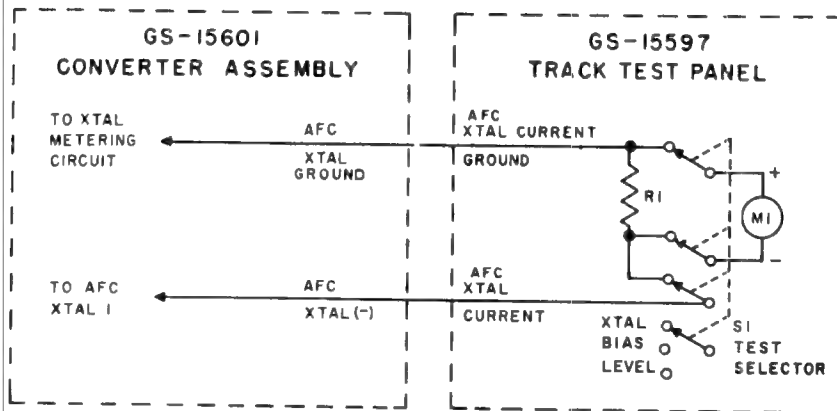 GS-15601
CONVERTER ASSEMBLY
TO XTAL
METERING
CIRCUIT
AFC
XTAL
GROUND
TO AFC
XTAL 1
AFC
XTAL (-)
GS-15597
TRACK TEST PANEL
AFC
XTAL CURRENT
GROUND
R1
+
M1
-
AFC
XTAL
CURRENT
XTAL
BIAS
LEVEL
S1
TEST
SELECTOR